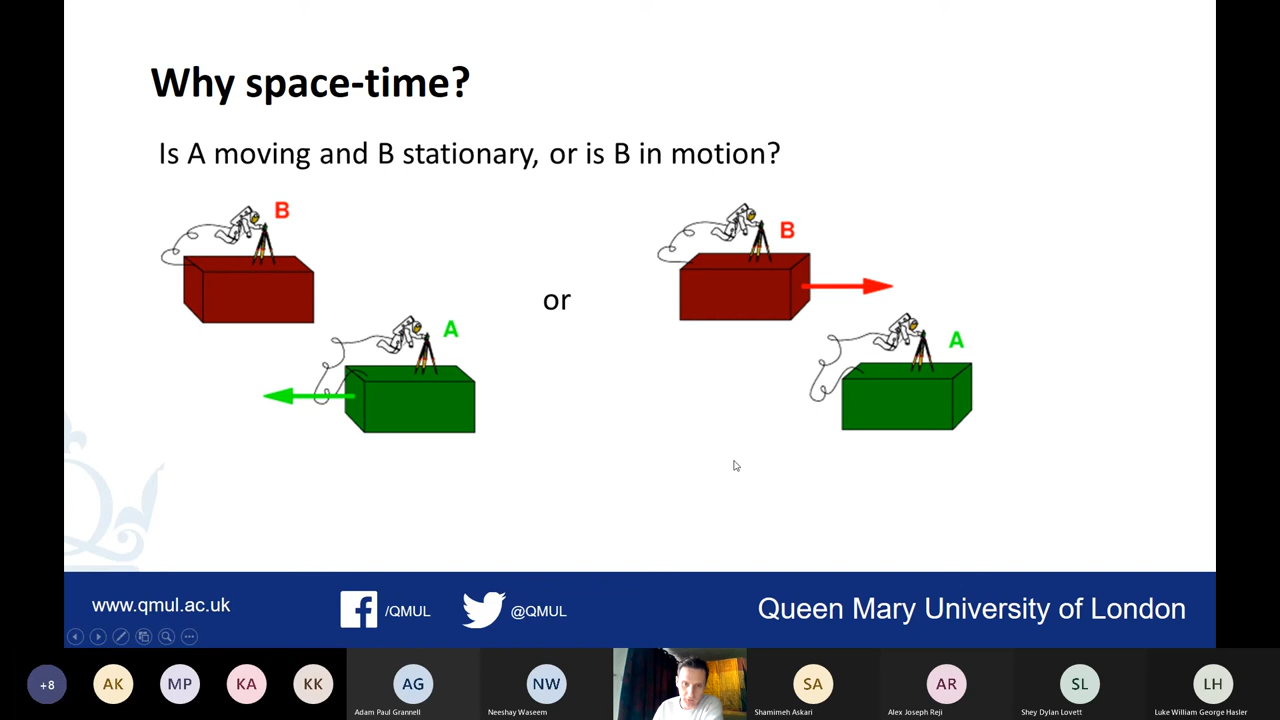 Why space-time?
Is A moving and B stationary, or is B in motion?
B
B
or
A
A
www.qmul.ac.uk
/QMUL
@QMUL
Queen Mary University of London
+8
AK
MP
KA
KK
AG
NW
SA
AR
SL
LH
Adam Paul Grannell
Neeshay Waseem
Shamimeh Askari
Alex Joseph Reji
Shey Dylan Lovett
Luke William George Hasler